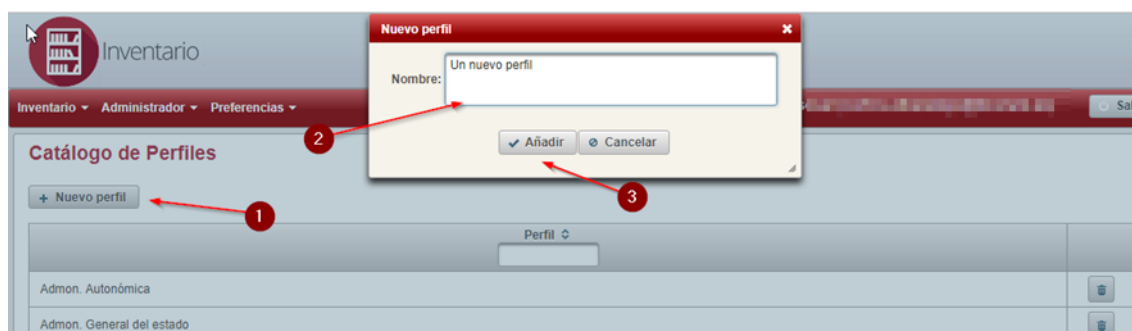 Inventario
Nuevo perfil
Nombre:
Un nuevo perfil
Inventario Administrador Preferencias
2
Añadir Cancelar
Catálogo de Perfiles
3
+ Nuevo perfil
1
Perfil
Admon. Autonómica
Admon. General del estado